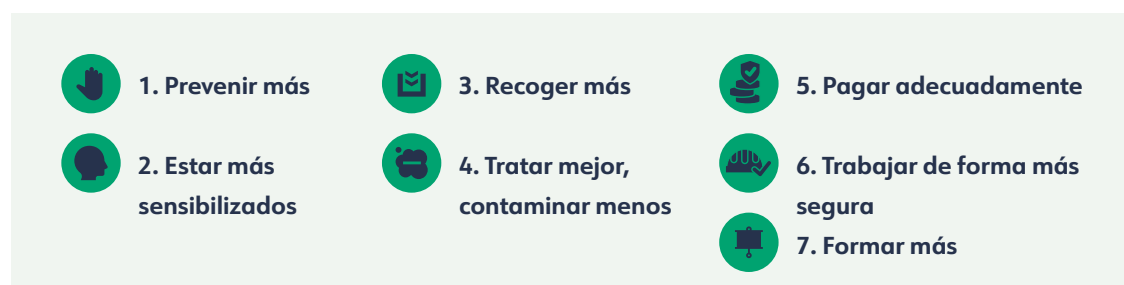 1. Prevenir más
2. Estar más
sensibilizados
3. Recoger más
4. Tratar mejor,
contaminar menos
5. Pagar adecuadamente
6. Trabajar de forma más
segura
7. Formar más